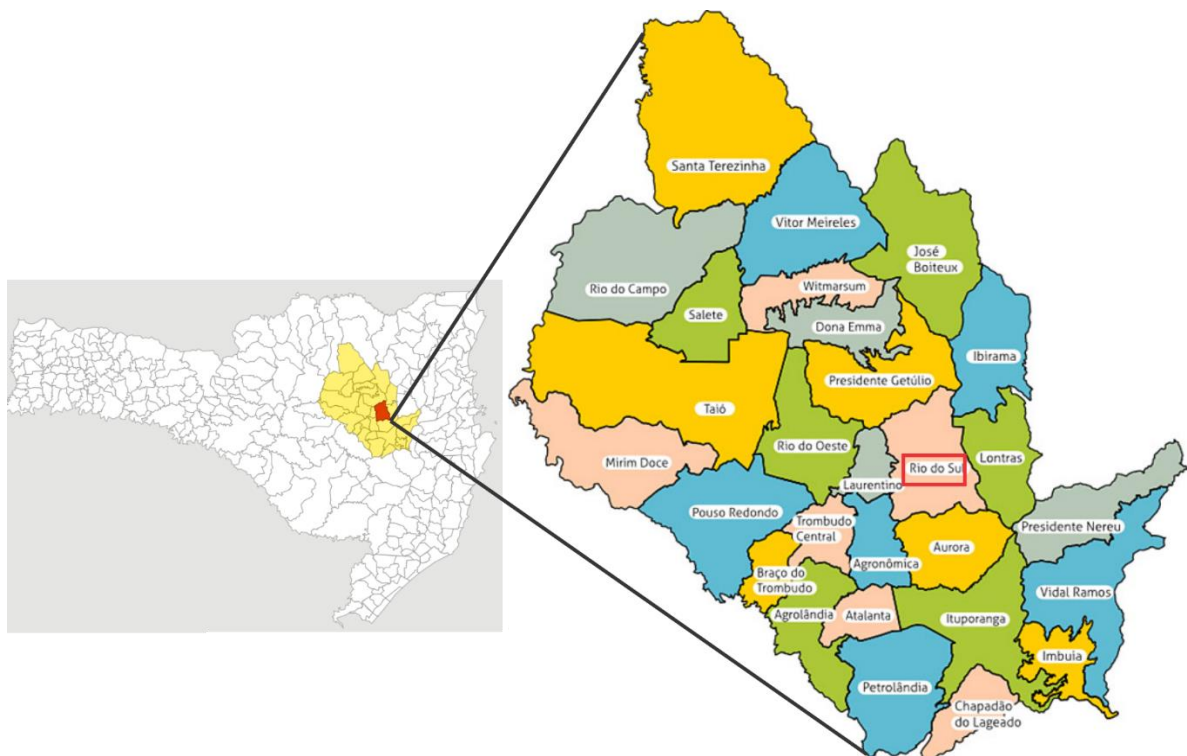 Santa Terezinha
Vitor Meireles
José
Boiteux
Rio do Campo
Witmarsum
Salete
Dona Emma
Ibirama
Presidente Getúlio
Taió
Rio do Oeste
Mirim Doce
Rio do Sul
Lontras
Laurentino
Pouso Redondo
Trombudo
Central
Presidente Nereu
Aurora
Agronômica
Braço do
Trombudo
Vidal Ramos
Agrolândia
Atalanta
Ituporanga
Imbuia
Petrolândia
Chapadão
do Lageado